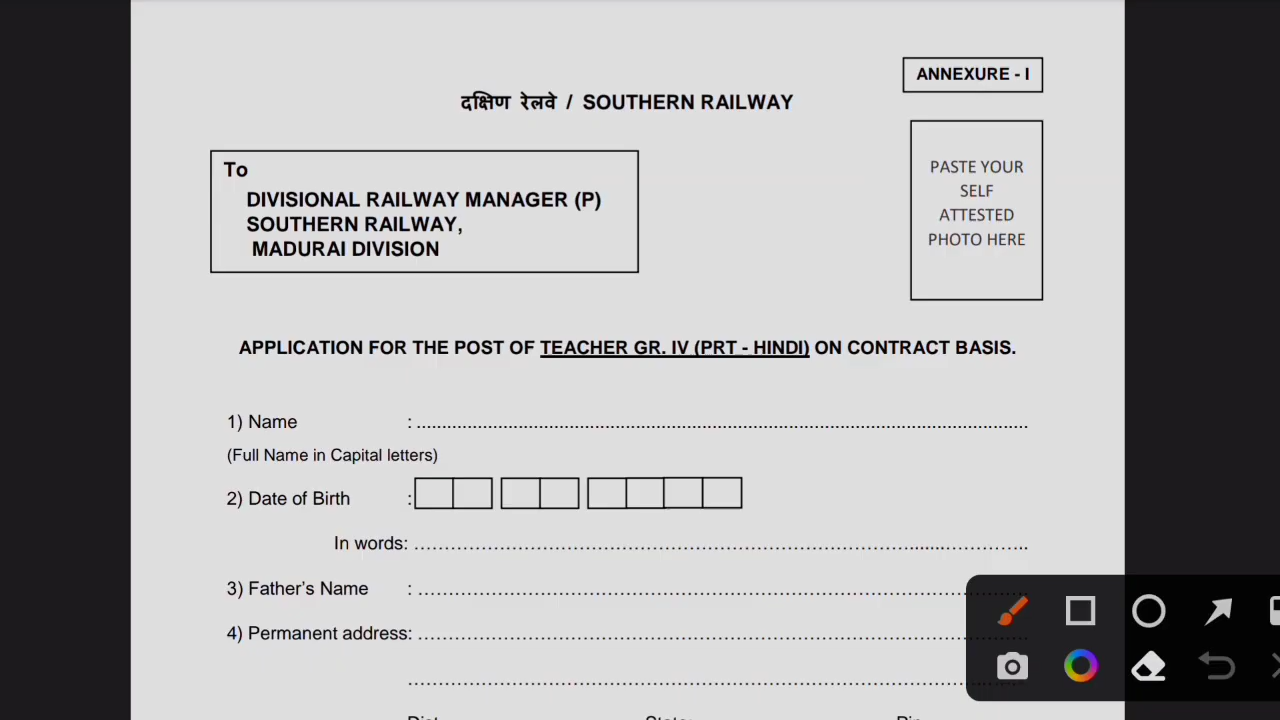 ANNEXURE - I
दक्षिण रेलवे / SOUTHERN RAILWAY
PASTE YOUR
SELF
ATTESTED
PHOTO HERE
To
DIVISIONAL RAILWAY MANAGER (P)
SOUTHERN RAILWAY,
MADURAI DIVISION
APPLICATION FOR THE POST OF TEACHER GR. IV (PRT - HINDI) ON CONTRACT BASIS.
1) Name : ........................................................................................................................
(Full Name in Capital letters)
2) Date of Birth :
In words: ........................................................................................................................
3) Father’s Name : ........................................................................................................................
4) Permanent address: ........................................................................................................................
........................................................................................................................